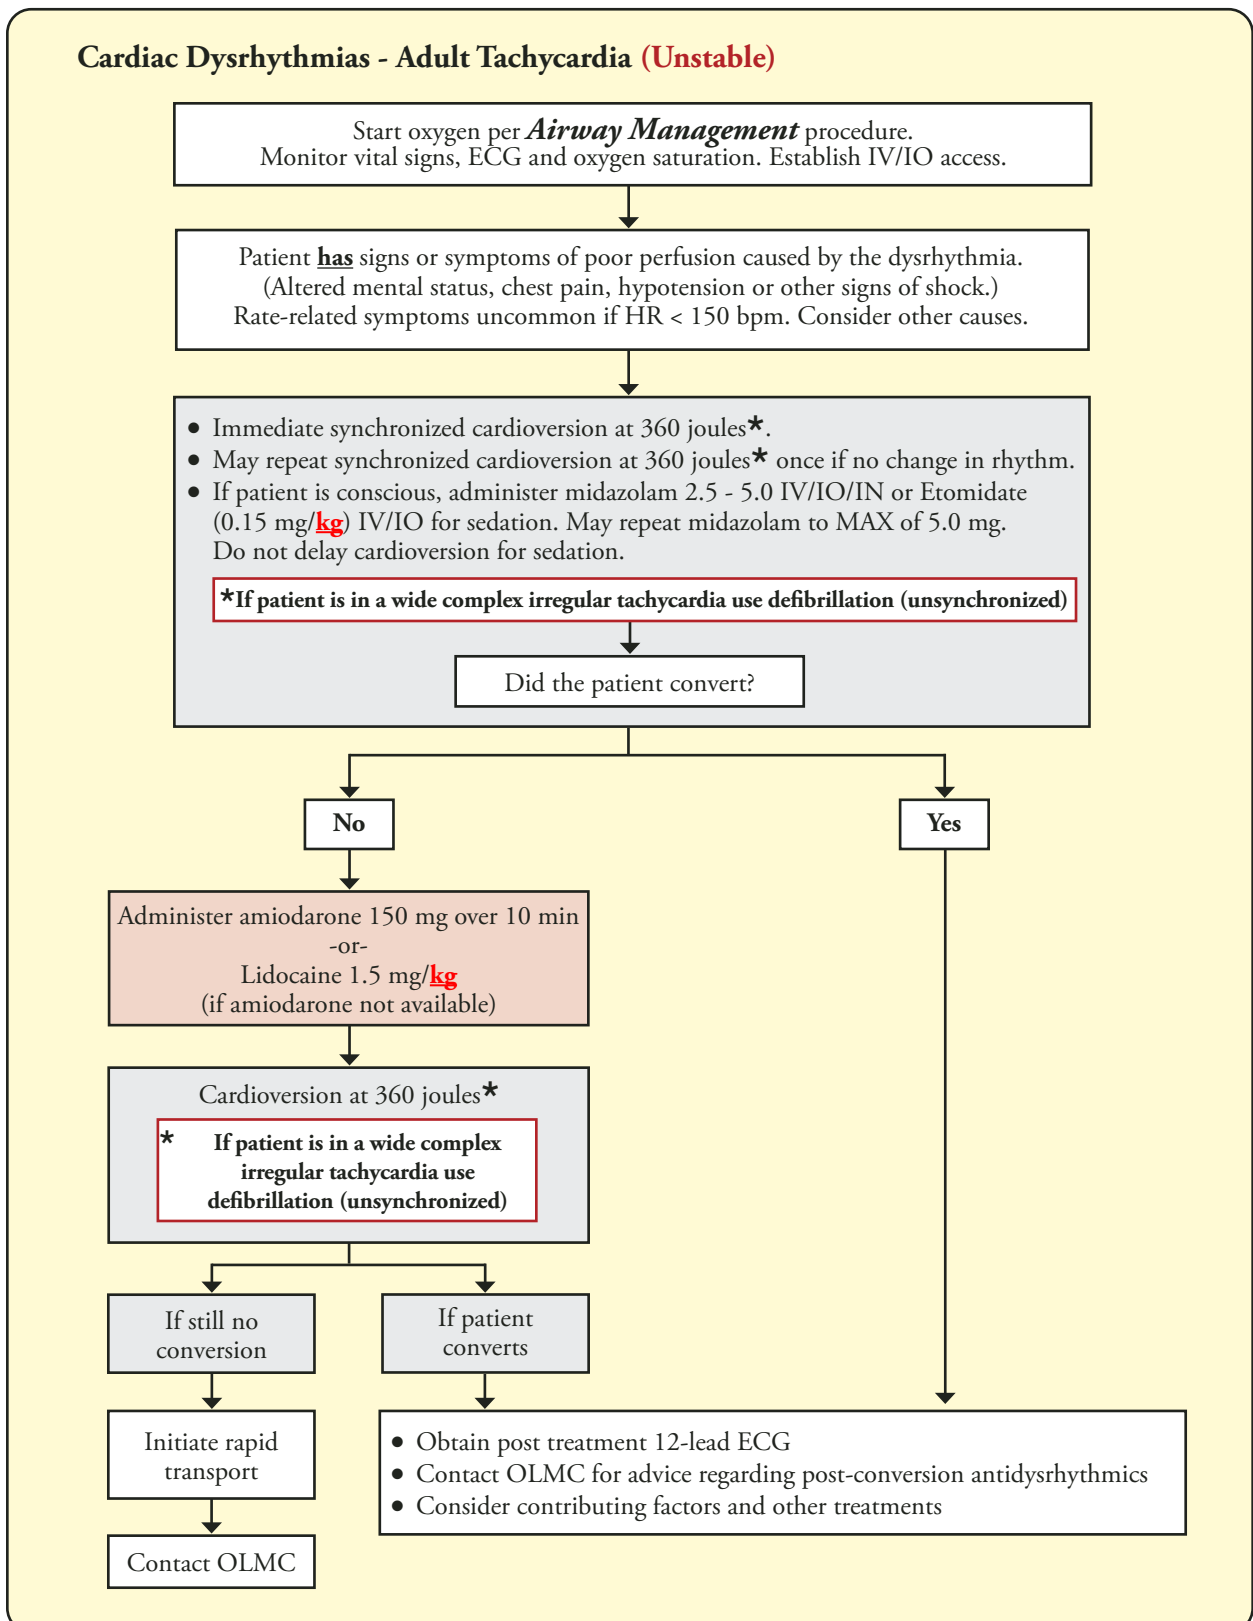 Cardiac Dysrhythmias - Adult Tachycardia (Unstable)
Start oxygen per Airway Management procedure.
Monitor vital signs, ECG and oxygen saturation. Establish IV/IO access.
Patient has signs or symptoms of poor perfusion caused by the dysrhythmia.
(Altered mental status, chest pain, hypotension or other signs of shock.)
Rate-related symptoms uncommon if HR < 150 bpm. Consider other causes.
• Immediate synchronized cardioversion at 360 joules*.
• May repeat synchronized cardioversion at 360 joules* once if no change in rhythm.
• If patient is conscious, administer midazolam 2.5 - 5.0 IV/IO/IN or Etomidate
(0.15 mg/kg) IV/IO for sedation. May repeat midazolam to MAX of 5.0 mg.
Do not delay cardioversion for sedation.
*If patient is in a wide complex irregular tachycardia use defibrillation (unsynchronized)
Did the patient convert?
No
Yes
Administer amiodarone 150 mg over 10 min
-or-
Lidocaine 1.5 mg/kg
(if amiodarone not available)
Cardioversion at 360 joules*
* If patient is in a wide complex
irregular tachycardia use
defibrillation (unsynchronized)
If still no
conversion
If patient
converts
Initiate rapid
transport
Contact OLMC
• Obtain post treatment 12-lead ECG
• Contact OLMC for advice regarding post-conversion antidysrhythmics
• Consider contributing factors and other treatments